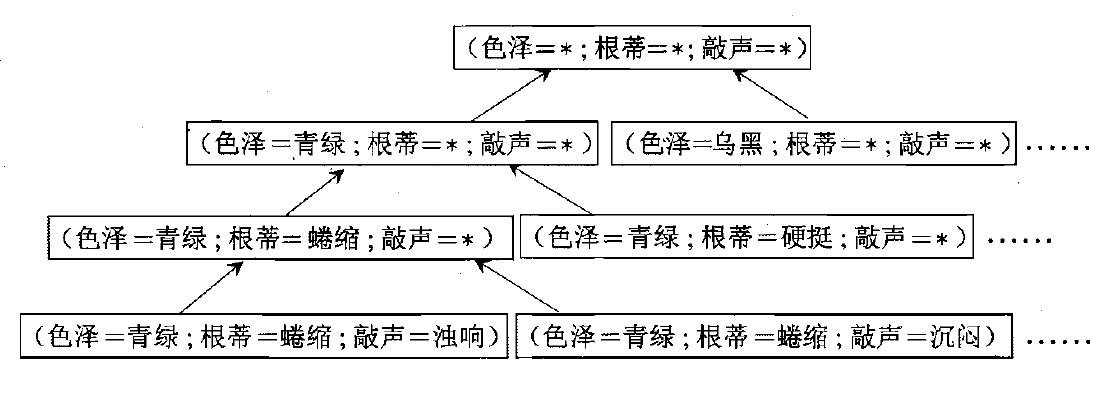 (色泽=*;根蒂=*;敲声=*)
(色泽=青绿;根蒂=*;敲声=*) (色泽=乌黑;根蒂=*;敲声=*) ……
(色泽=青绿;根蒂=蜷缩;敲声=*) (色泽=青绿;根蒂=硬挺;敲声=*) ……
(色泽=青绿;根蒂=蜷缩;敲声=浊响) (色泽=青绿;根蒂=蜷缩;敲声=沉闷) ……